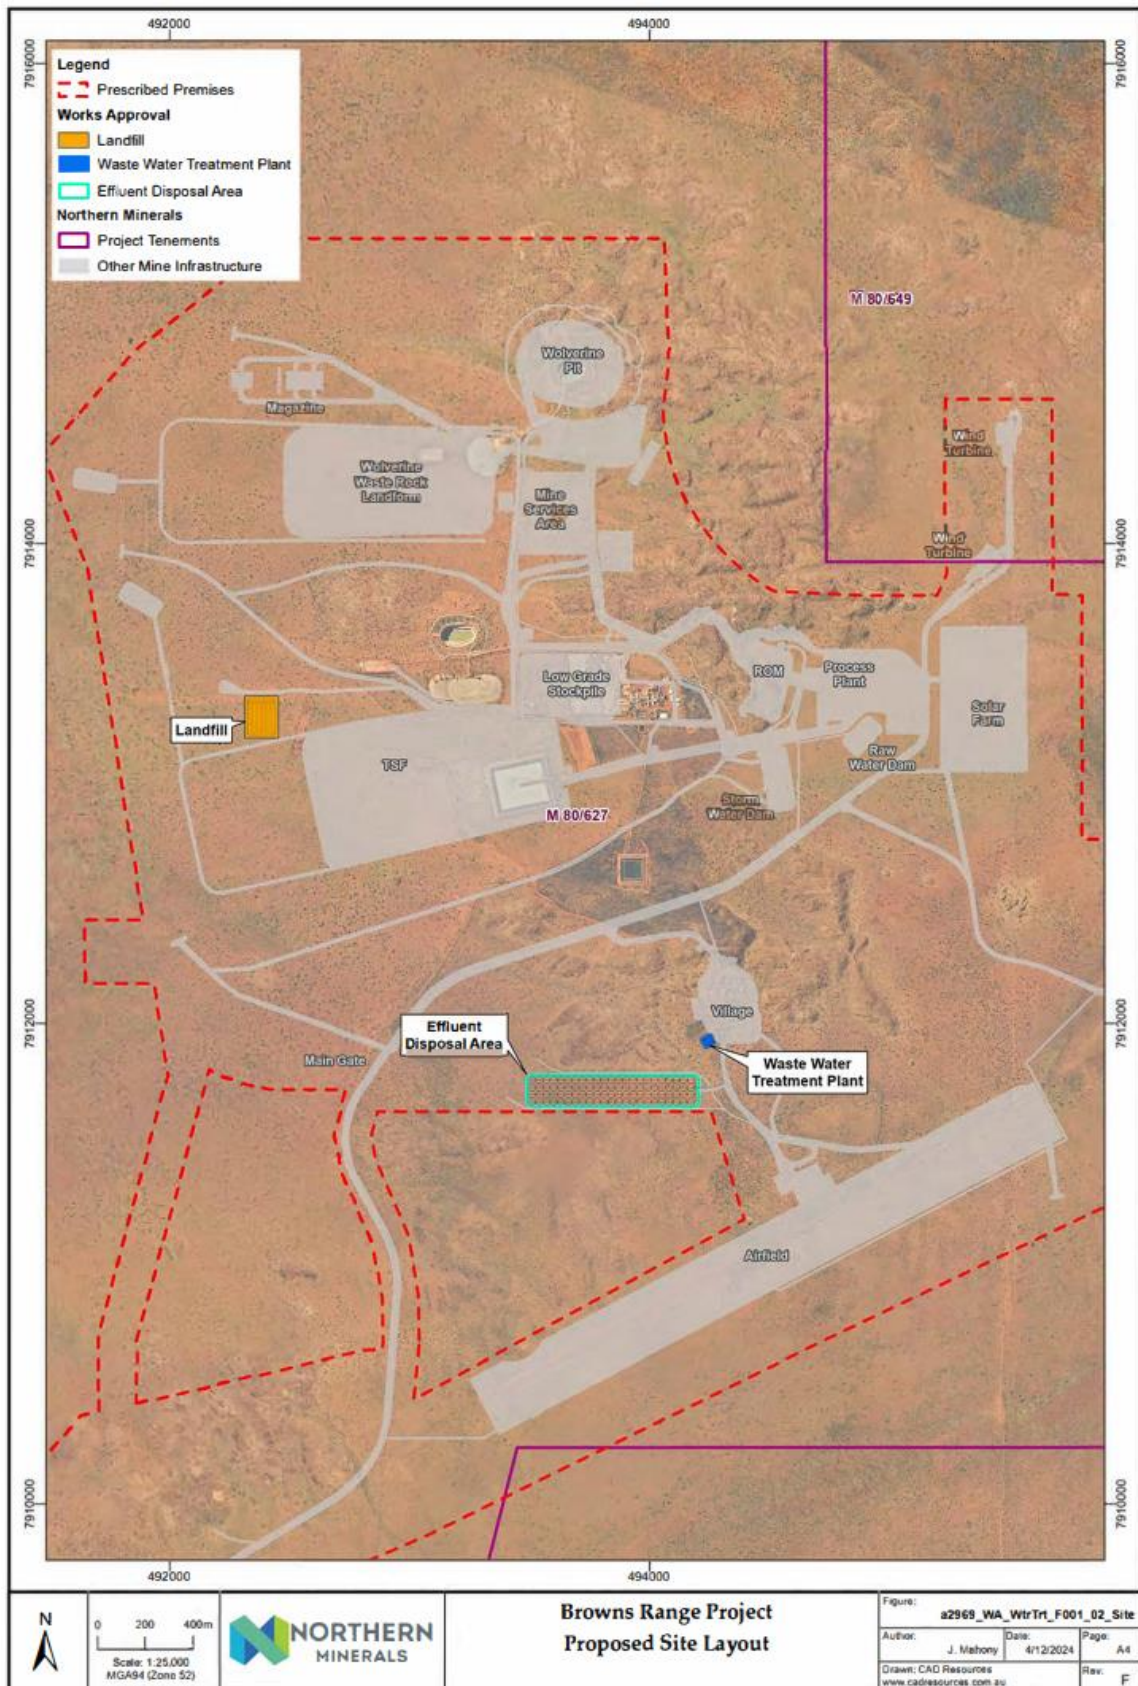 492000
494000
7916000
7916000
Legend
Prescribed Premises
Works Approval
Landfill
Waste Water Treatment Plant
Effluent Disposal Area
Northern Minerals
Project Tenements
Other Mine Infrastructure
M 80/649
Wolverine
Pit
Magazine
Wind
Turbine
Wolverine
Waste Rock
Landform
Mine
Services
Area
7914000
Wind
Turbine
7914000
Low Grade
Stockpile
ROM
Process
Plant
Solar
Farm
Landfill
TSF
Raw
Water Dam
Storm
Water Dam
M 80/627
7912000
Village
7912000
Effluent
Disposal Area
Main Gate
Waste Water
Treatment Plant
Airfield
7910000
7910000
492000
494000
N
0 200 400m
Scale: 1:25,000
MGA94 (Zone 52)
NORTHERN
MINERALS
Browns Range Project
Proposed Site Layout
Figure:
a2969_WA_WtrTrt_F001_02_Site
Author:
J. Mahony
Date:
4/12/2024
Page:
A4
Drawn: CAD Resources
www.cadresources.com.au
Rev:
F